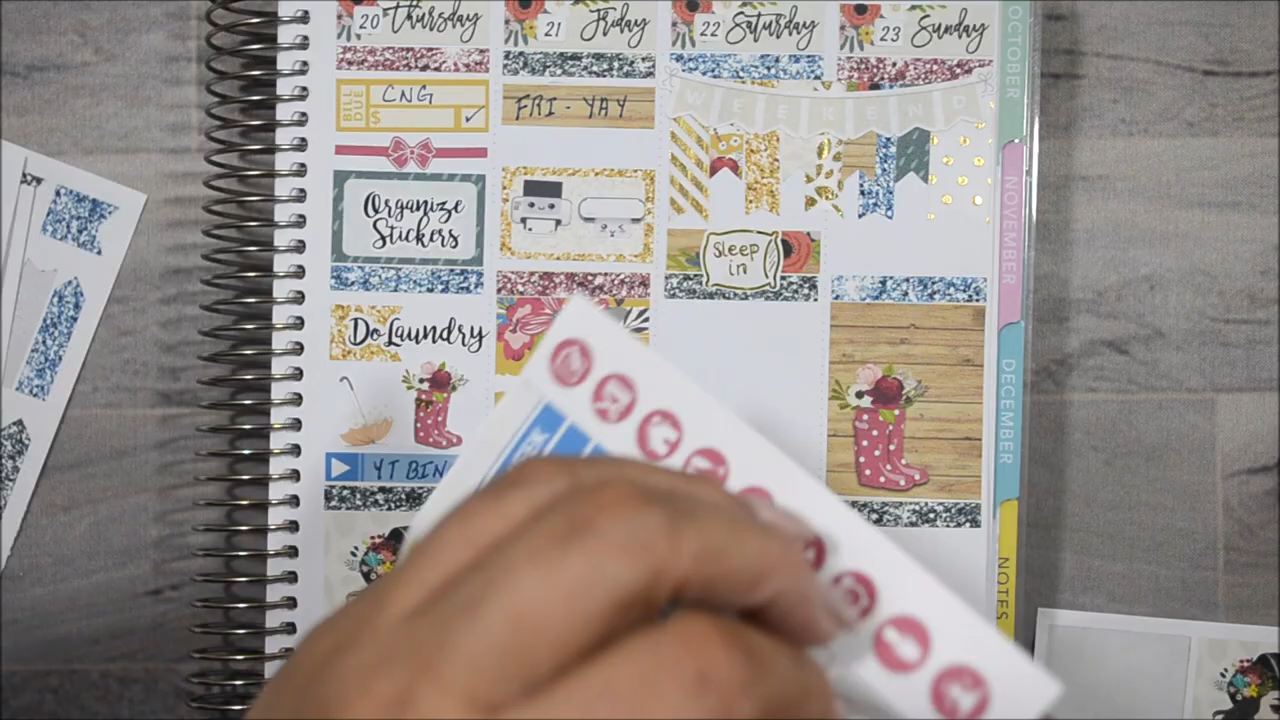 20 Thursday
21 Friday
22 Saturday
23 Sunday
BILL DUE
CNG
$
FRI - YAY
WEEKEND
Organize
Stickers
Sleep
in
Do Laundry
YT BIN
OCTOBER
NOVEMBER
DECEMBER
NOTES